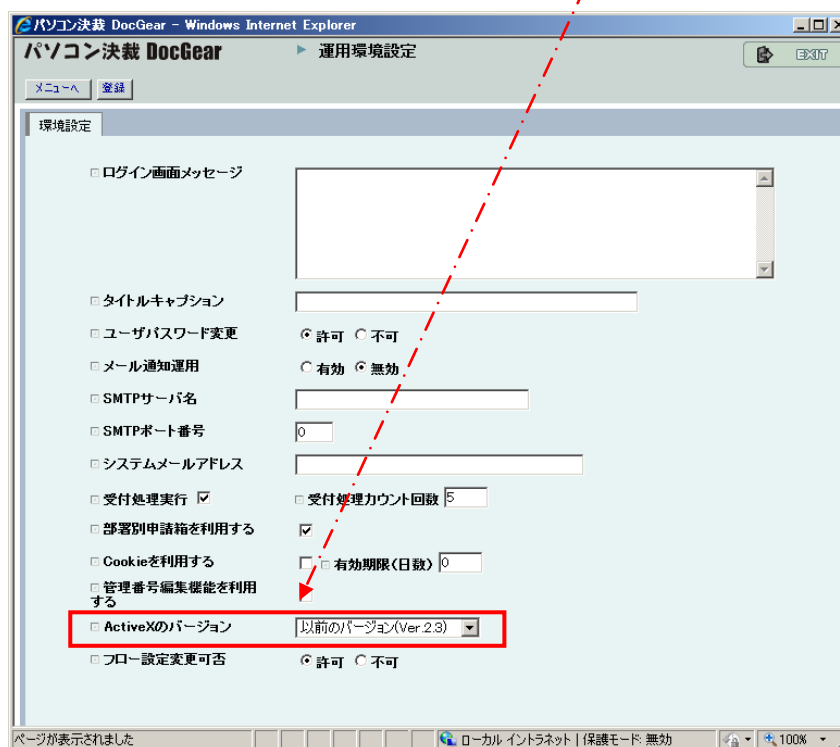 パソコン決裁 DocGear - Windows Internet Explorer
パソコン決裁 DocGear 運用環境設定 EXIT
メニューへ 登録
環境設定
ログイン画面メッセージ
タイトルキャプション
ユーザパスワード変更 許可 不可
メール通知運用 有効 無効
SMTPサーバ名
SMTPポート番号 0
システムメールアドレス
受付処理実行 受付処理カウント回数 5
部署別申請箱を利用する
Cookieを利用する 有効期限(日数) 0
管理番号編集機能を利用
する
ActiveXのバージョン 以前のバージョン(Ver.2.3)
フロー設定変更可否 許可 不可
ページが表示されました ローカル イントラネット | 保護モード: 無効 100%